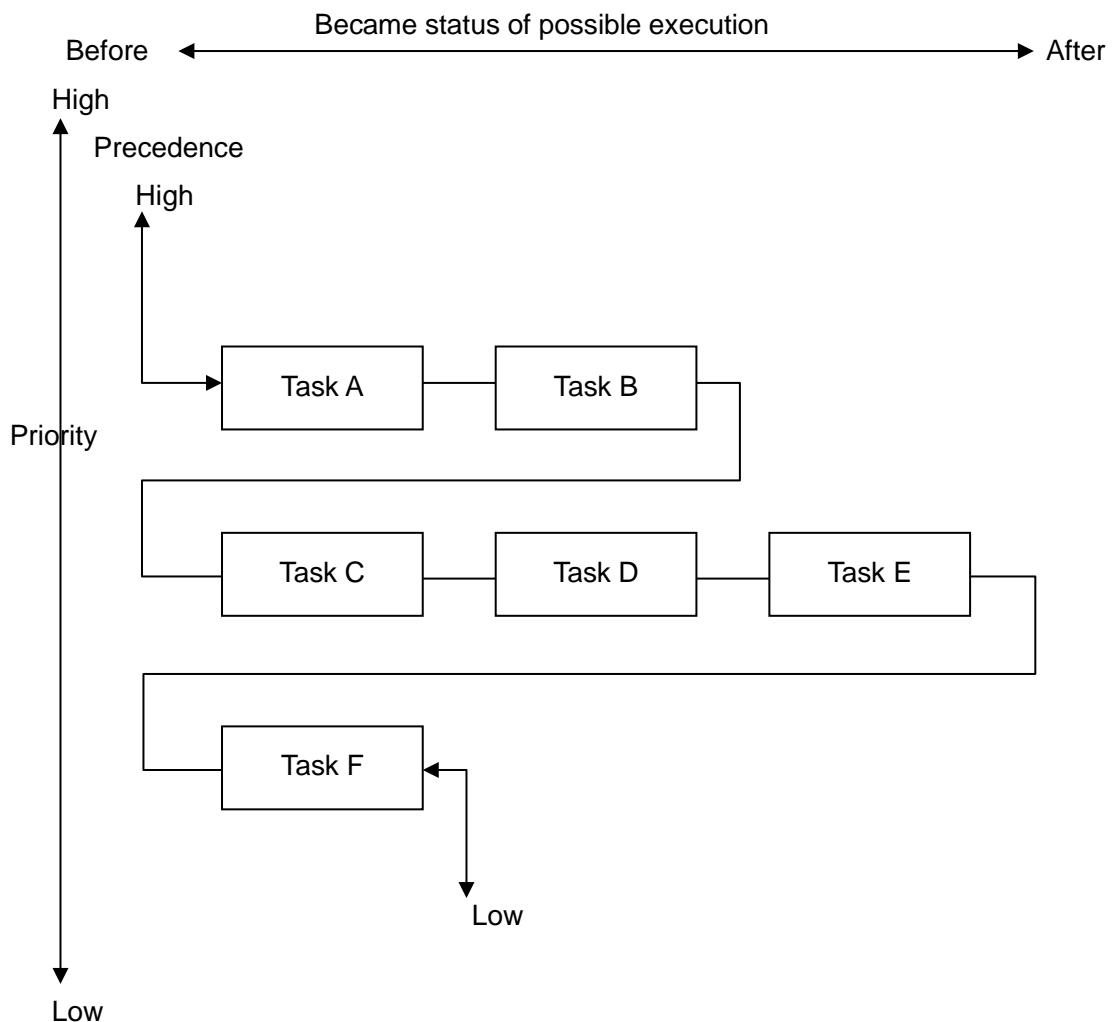 Became status of possible execution
Before
After
High
Precedence
High
Task A
Task B
Priority
Task C
Task D
Task E
Task F
Low
Low